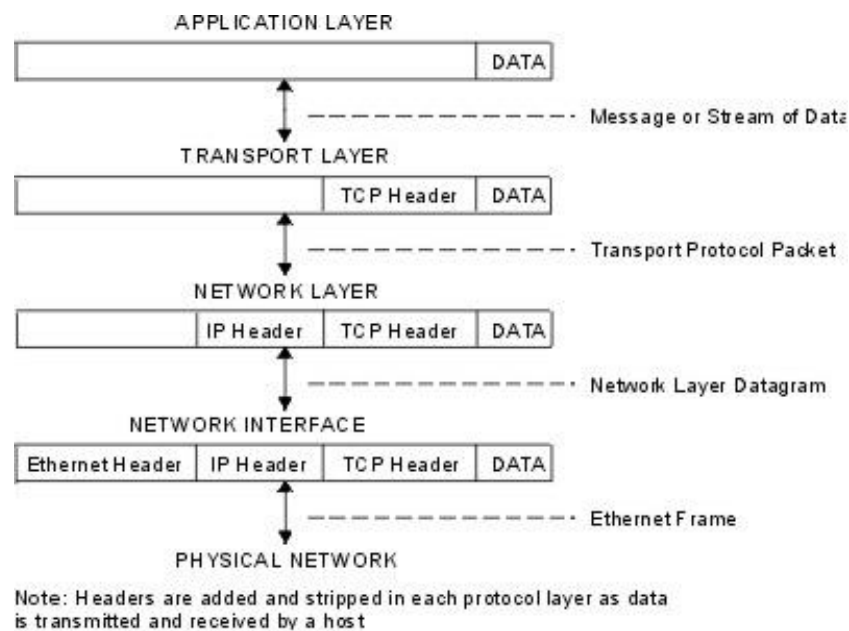 APPLICATION LAYER
DATA
Message or Stream of Data
TRANSPORT LAYER
TCP Header DATA
Transport Protocol Packet
NETWORK LAYER
IP Header TCP Header DATA
Network Layer Datagram
NETWORK INTERFACE
Ethernet Header IP Header TCP Header DATA
Ethernet Frame
PHYSICAL NETWORK
Note: Headers are added and stripped in each protocol layer as data
is transmitted and received by a host